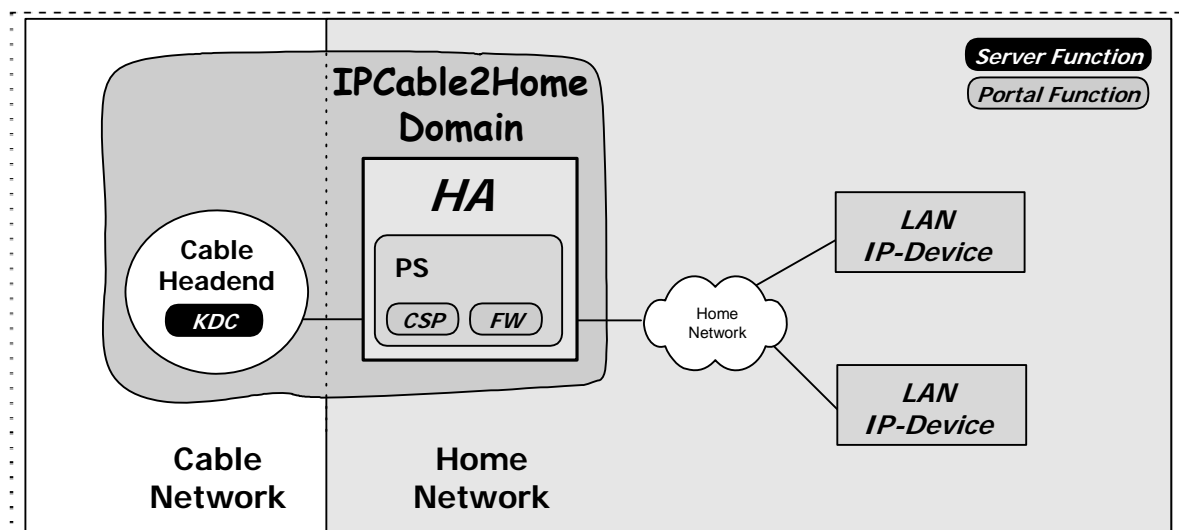 Server Function
Portal Function
IPCable2Home
Domain
HA
PS
CSP
FW
Cable
Headend
KDC
Home
Network
LAN
IP-Device
LAN
IP-Device
Cable
Network
Home
Network